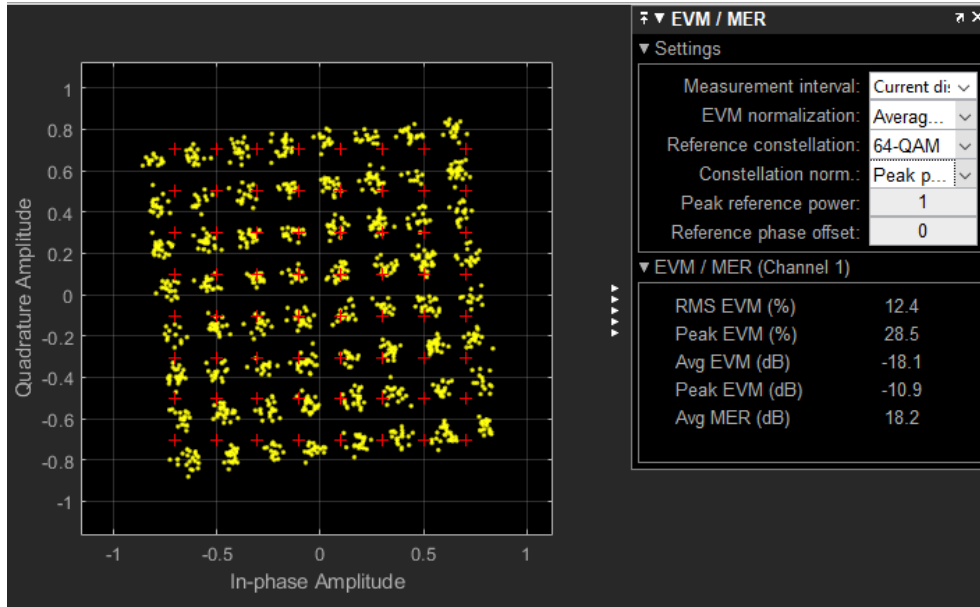 EVM / MER
Settings
Measurement interval: Current dis
EVM normalization: Averag...
Reference constellation: 64-QAM
Constellation norm.: Peak p...
Peak reference power: 1
Reference phase offset: 0
EVM / MER (Channel 1)
RMS EVM (%) 12.4
Peak EVM (%) 28.5
Avg EVM (dB) -18.1
Peak EVM (dB) -10.9
Avg MER (dB) 18.2
Quadrature Amplitude
1
0.8
0.6
0.4
0.2
0
-0.2
-0.4
-0.6
-0.8
-1
-1 -0.5 0 0.5 1
In-phase Amplitude